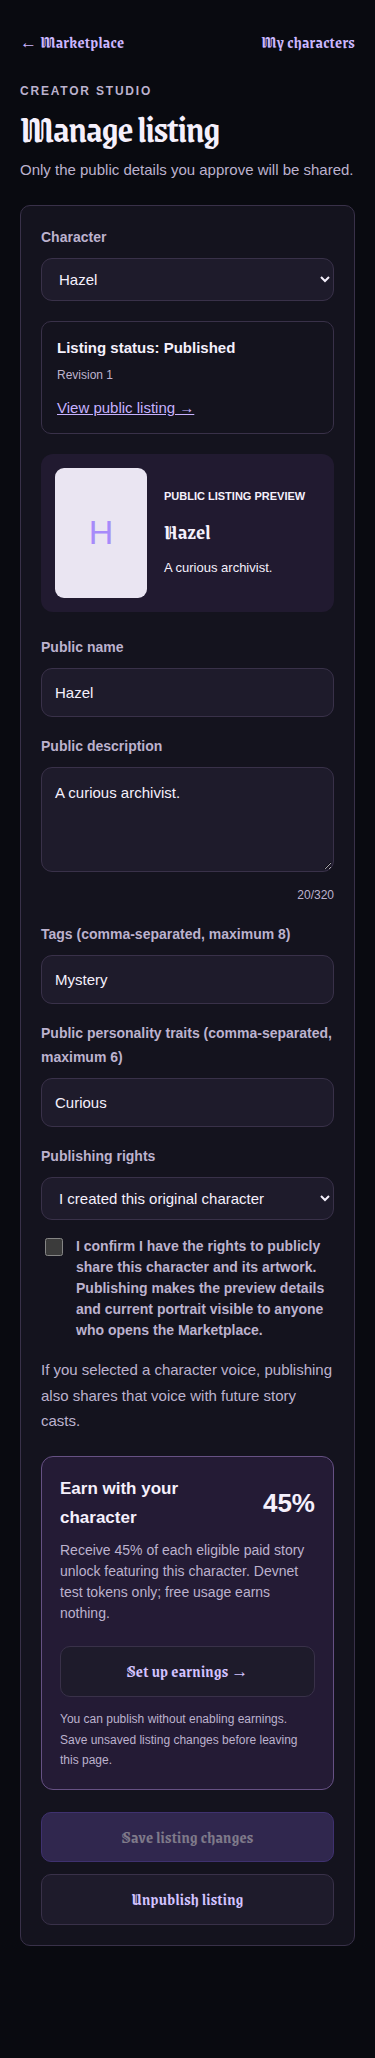 ← Marketplace
My characters
CREATOR STUDIO
Manage listing
Only the public details you approve will be shared.
Character
Hazel
Listing status: Published
Revision 1
View public listing →
H
PUBLIC LISTING PREVIEW
Hazel
A curious archivist.
Public name
Hazel
Public description
A curious archivist.
20/320
Tags (comma-separated, maximum 8)
Mystery
Public personality traits (comma-separated,
maximum 6)
Curious
Publishing rights
I created this original character
I confirm I have the rights to publicly
share this character and its artwork.
Publishing makes the preview details
and current portrait visible to anyone
who opens the Marketplace.
If you selected a character voice, publishing
also shares that voice with future story
casts.
Earn with your
character
45%
Receive 45% of each eligible paid story
unlock featuring this character. Devnet
test tokens only; free usage earns
nothing.
Set up earnings →
You can publish without enabling earnings.
Save unsaved listing changes before leaving
this page.
Save listing changes
Unpublish listing